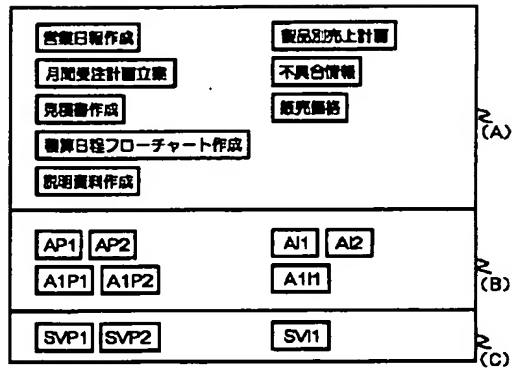 営業日報作成 製品別売上計画
月間受注計画立案 不具合情報
見積書作成 販売価格
積算日程フローチャート作成
説明資料作成
(A)
AP1 AP2 AI1 AI2
A1P1 A1P2 A1I1
(B)
SVP1 SVP2 SVI1
(C)